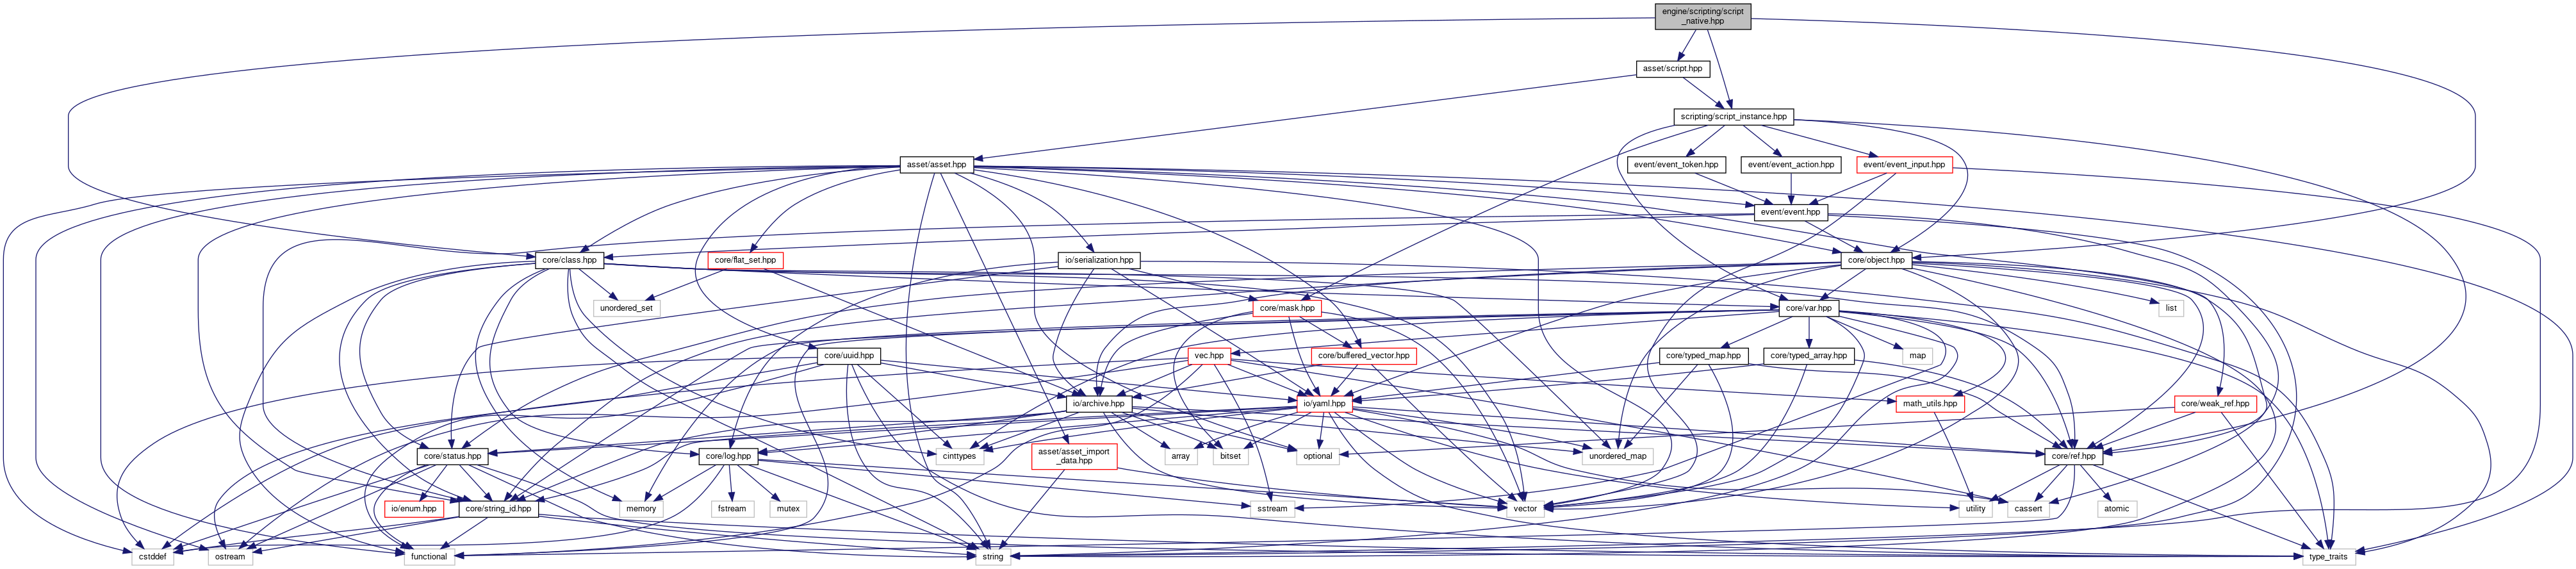 engine/scripting/script
_native.hpp
asset/script.hpp
scripting/script_instance.hpp
asset/asset.hpp
event/event_token.hpp
event/event_action.hpp
event/event_input.hpp
event/event.hpp
core/class.hpp
core/flat_set.hpp
io/serialization.hpp
core/object.hpp
unordered_set
core/mask.hpp
core/var.hpp
list
core/uuid.hpp
vec.hpp
core/buffered_vector.hpp
core/typed_map.hpp
core/typed_array.hpp
map
io/archive.hpp
io/yaml.hpp
math_utils.hpp
core/weak_ref.hpp
core/status.hpp
core/log.hpp
cinttypes
asset/asset_import
_data.hpp
array
bitset
optional
unordered_map
core/ref.hpp
io/enum.hpp
core/string_id.hpp
memory
fstream
mutex
sstream
vector
utility
cassert
atomic
cstddef
ostream
functional
string
type_traits